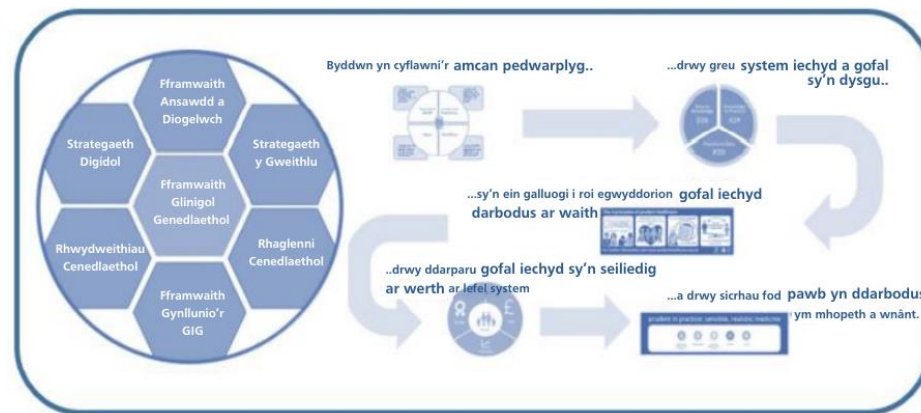 Fframwaith
Ansawdd a
Diogelwch
Strategaeth
Digidol
Strategaeth
y Gweithlu
Fframwaith
Glinigol
Genedlaethol
Rhwydweithiau
Cenedlaethol
Rhaglenni
Cenedlaethol
Fframwaith
Gynllunio'r
GIG
Byddwn yn cyflawni'r amcan pedwarplyg..
...drwy greu system iechyd a gofal
sy'n dysgu..
...sy'n ein galluogi i roi egwyddorion gofal iechyd
darbodus ar waith
..drwy ddarparu gofal iechyd sy'n seiliedig
ar werth ar lefel system
...a drwy sicrhau fod pawb yn ddarbodus
ym mhopeth a wnânt.
prudent in practice: sensible, realistic medicine